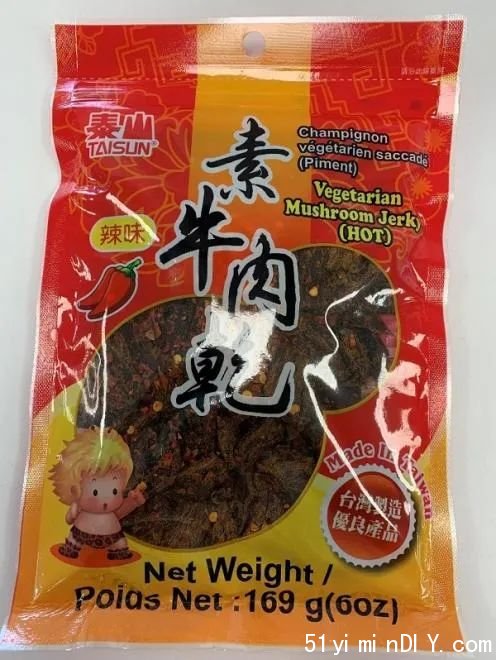 泰山
TAISUN®
Champignon
végétarien saccadé
(Piment)
Vegetarian
Mushroom Jerky
(HOT)
辣味
素牛肉乾
Made In Taiwan
台灣製造
優良產品
Net Weight /
Poids Net :169 g(6oz)
51yiminDIY.com